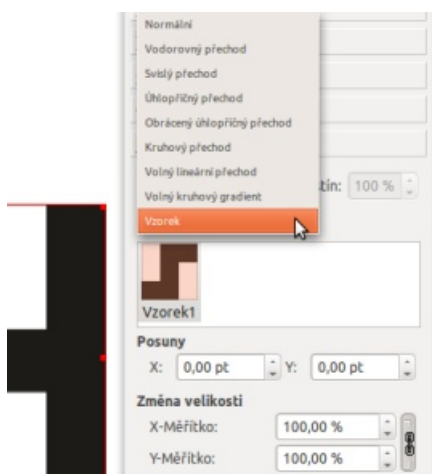 Normální
Vodorovný přechod
Svislý přechod
Úhlopříčný přechod
Obrácený úhlopříčný přechod
Kruhový přechod
Volný lineární přechod
Volný kruhový gradient
100 %
Vzorek
Vzorek1
Posuny
X: 0,00 pt Y: 0,00 pt
Změna velikosti
X-Měřítko: 100,00 %
Y-Měřítko: 100,00 %